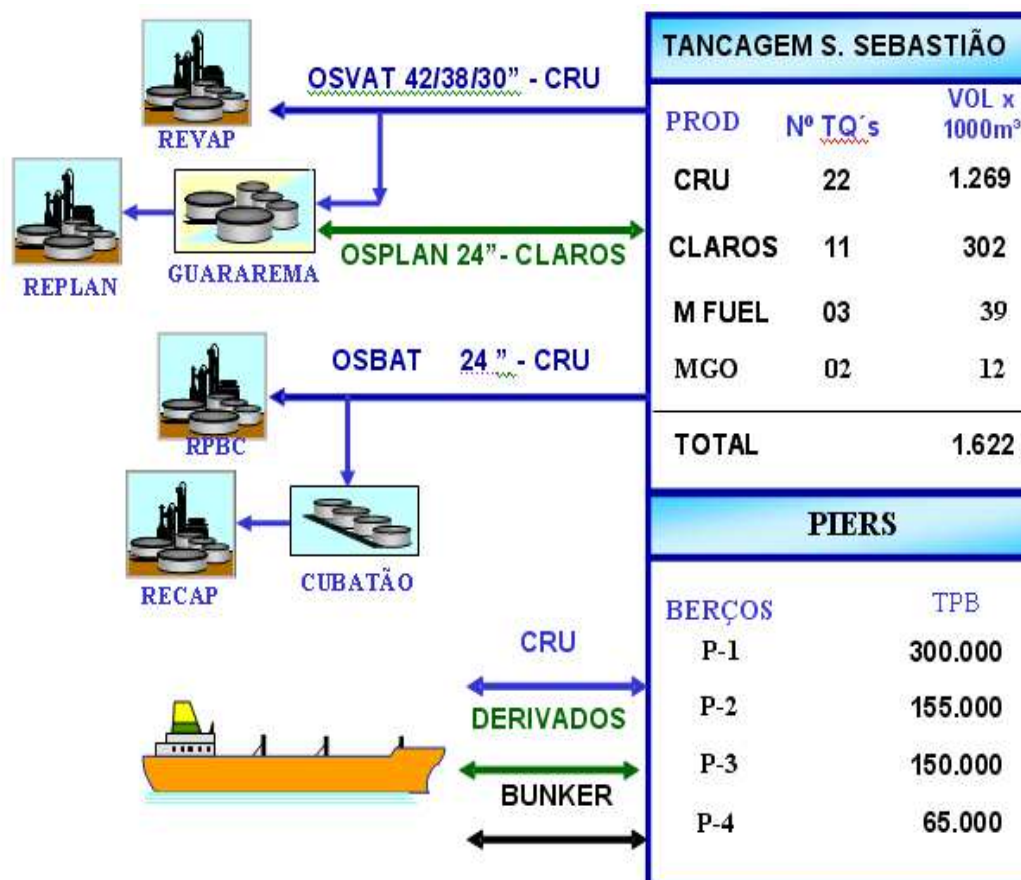 OSVAT 42/38/30” - CRU
REVAP
REPLAN
GUARAREMA
OSPLAN 24”- CLAROS
OSBAT 24 ” - CRU
RPBC
RECAP
CUBATÃO
CRU
DERIVADOS
BUNKER
TANCAGEM S. SEBASTIÃO
PROD Nº TQ´s VOL x
1000m³
CRU 22 1.269
CLAROS 11 302
M FUEL 03 39
MGO 02 12
TOTAL 1.622
PIERS
BERÇOS TPB
P-1 300.000
P-2 155.000
P-3 150.000
P-4 65.000